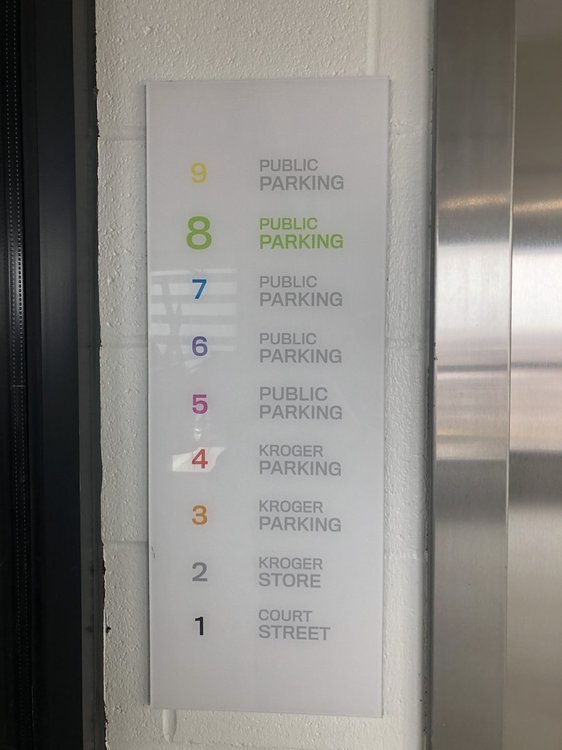 9 PUBLIC
PARKING
8 PUBLIC
PARKING
7 PUBLIC
PARKING
6 PUBLIC
PARKING
5 PUBLIC
PARKING
4 KROGER
PARKING
3 KROGER
PARKING
2 KROGER
STORE
1 COURT
STREET